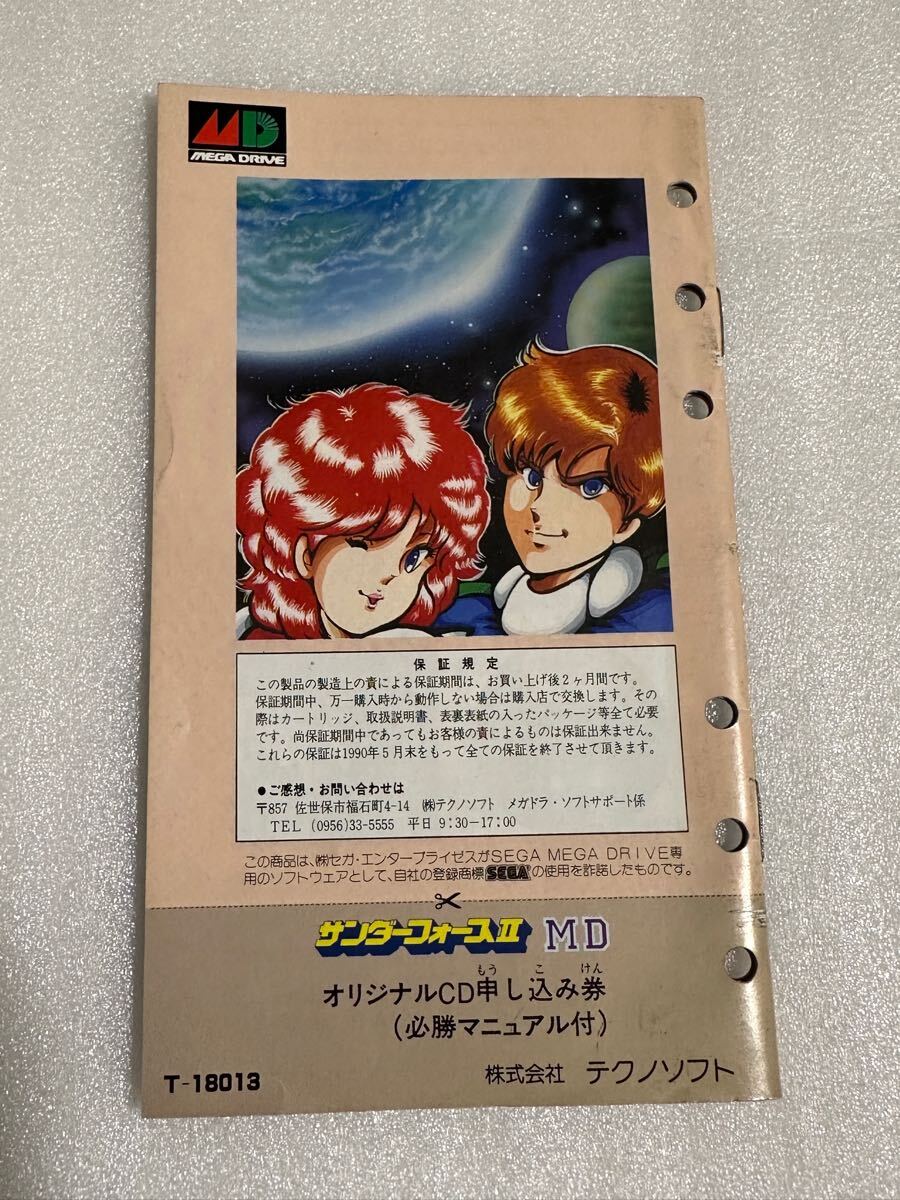 MD
MEGA DRIVE
保証規定
この製品の製造上の責による保証期間は、お買い上げ後2ヶ月間です。
保証期間中、万一購入時から動作しない場合は購入店で交換します。その
際はカートリッジ、取扱説明書、表裏表紙の入ったパッケージ等全て必要
です。尚保証期間中であってもお客様の責によるものは保証出来ません。
これらの保証は1990年5月末をもって全ての保証を終了させて頂きます。
●ご感想・お問い合わせは
〒857 佐世保市福石町4-14 ㈱テクノソフト メガドラ・ソフトサポート係
TEL (0956)33-5555 平日 9:30-17:00
この商品は、㈱セガ・エンタープライゼスがSEGA MEGA DRIVE専
用のソフトウェアとして、自社の登録商標SEGAの使用を許諾したものです。
サンダーフォースII MD
もう こ けん
オリジナルCD申し込み券
(必勝マニュアル付)
T-18013
株式会社 テクノソフト